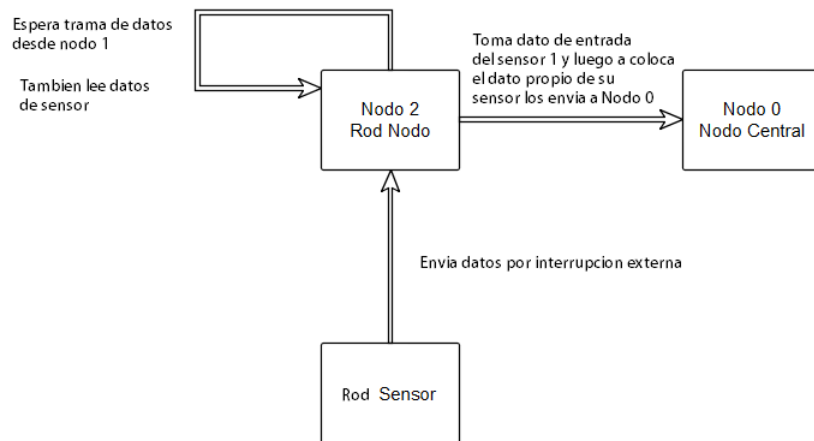 Espera trama de datos
desde nodo 1
Tambien lee datos
de sensor
Toma dato de entrada
del sensor 1 y luego a coloca
el dato propio de su
sensor los envia a Nodo 0
Nodo 2
Rod Nodo
Nodo 0
Nodo Central
Envia datos por interrupcion externa
Rod Sensor